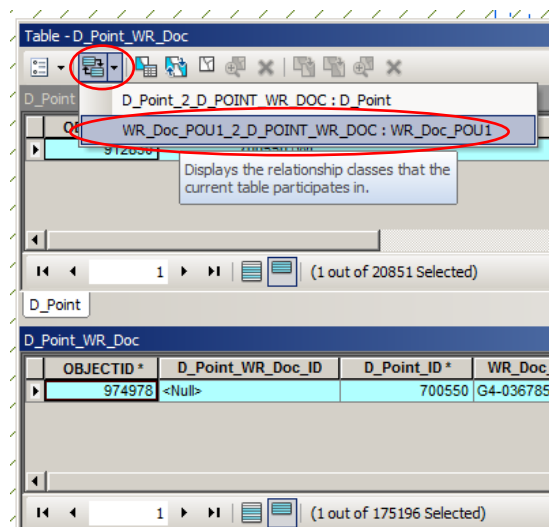 Table - D_Point_WR_Doc
D_Point
D_Point_2_D_POINT_WR_DOC : D_Point
WR_Doc_POU1_2_D_POINT_WR_DOC : WR_Doc_POU1
912850
Displays the relationship classes that the
current table participates in.
1 (1 out of 20851 Selected)
D_Point
D_Point_WR_Doc
OBJECTID * D_Point_WR_Doc_ID D_Point_ID * WR_Doc_
974978 <Null> 700550 G4-036785
1 (1 out of 175196 Selected)